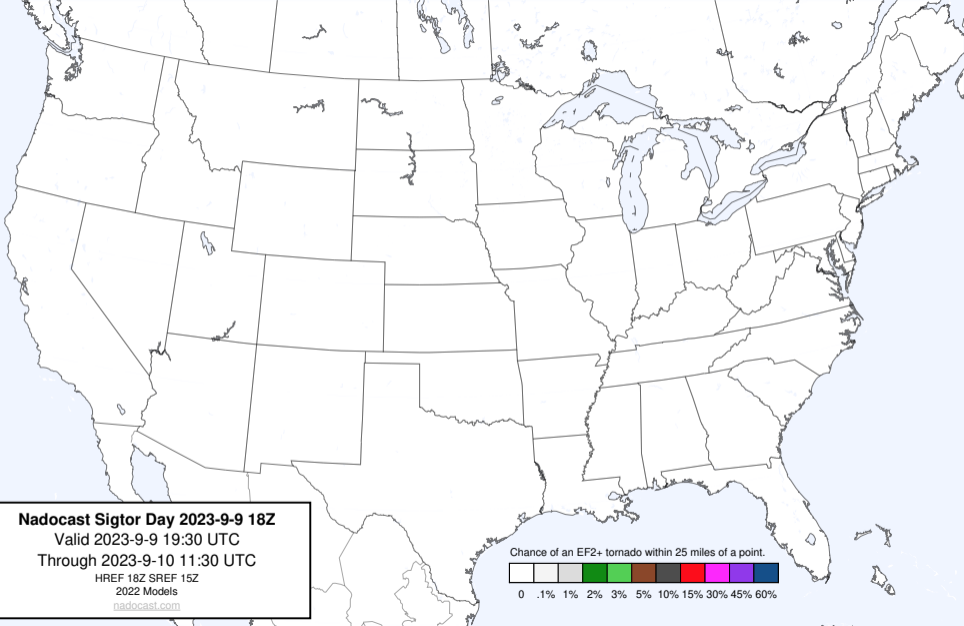 Nadocast Sigtor Day 2023-9-9 18Z
Valid 2023-9-9 19:30 UTC
Through 2023-9-10 11:30 UTC
HREF 18Z SREF 15Z
2022 Models
nadocast.com
Chance of an EF2+ tornado within 25 miles of a point.
0 .1% 1% 2% 3% 5% 10% 15% 30% 45% 60%